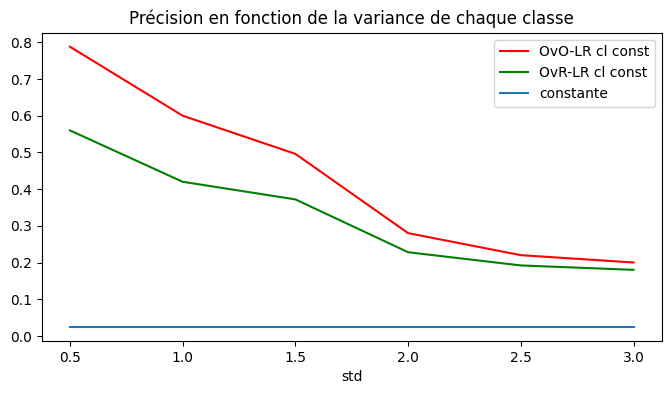 Précision en fonction de la variance de chaque classe
OvO-LR cl const
OvR-LR cl const
constante
0.8
0.7
0.6
0.5
0.4
0.3
0.2
0.1
0.0
0.5 1.0 1.5 2.0 2.5 3.0
std